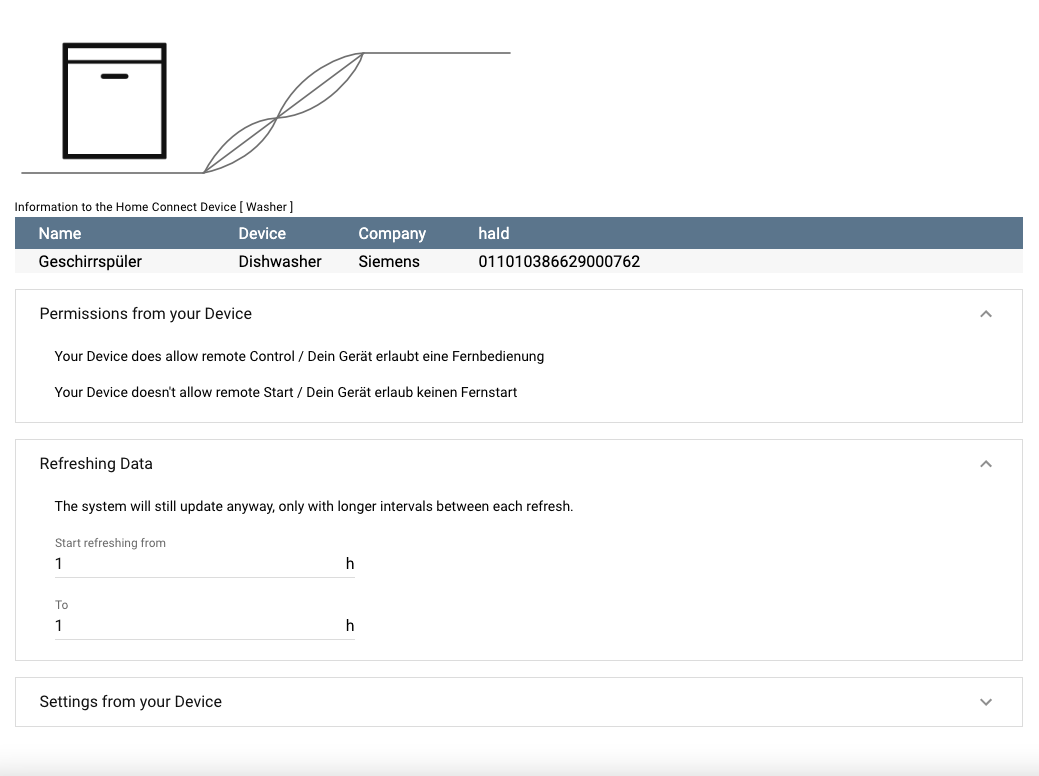 Information to the Home Connect Device [ Washer ]
Name Device Company haId
Geschirrspüler Dishwasher Siemens 011010386629000762
Permissions from your Device
Your Device does allow remote Control / Dein Gerät erlaubt eine Fernbedienung
Your Device doesn't allow remote Start / Dein Gerät erlaub keinen Fernstart
Refreshing Data
The system will still update anyway, only with longer intervals between each refresh.
Start refreshing from
1 h
To
1 h
Settings from your Device